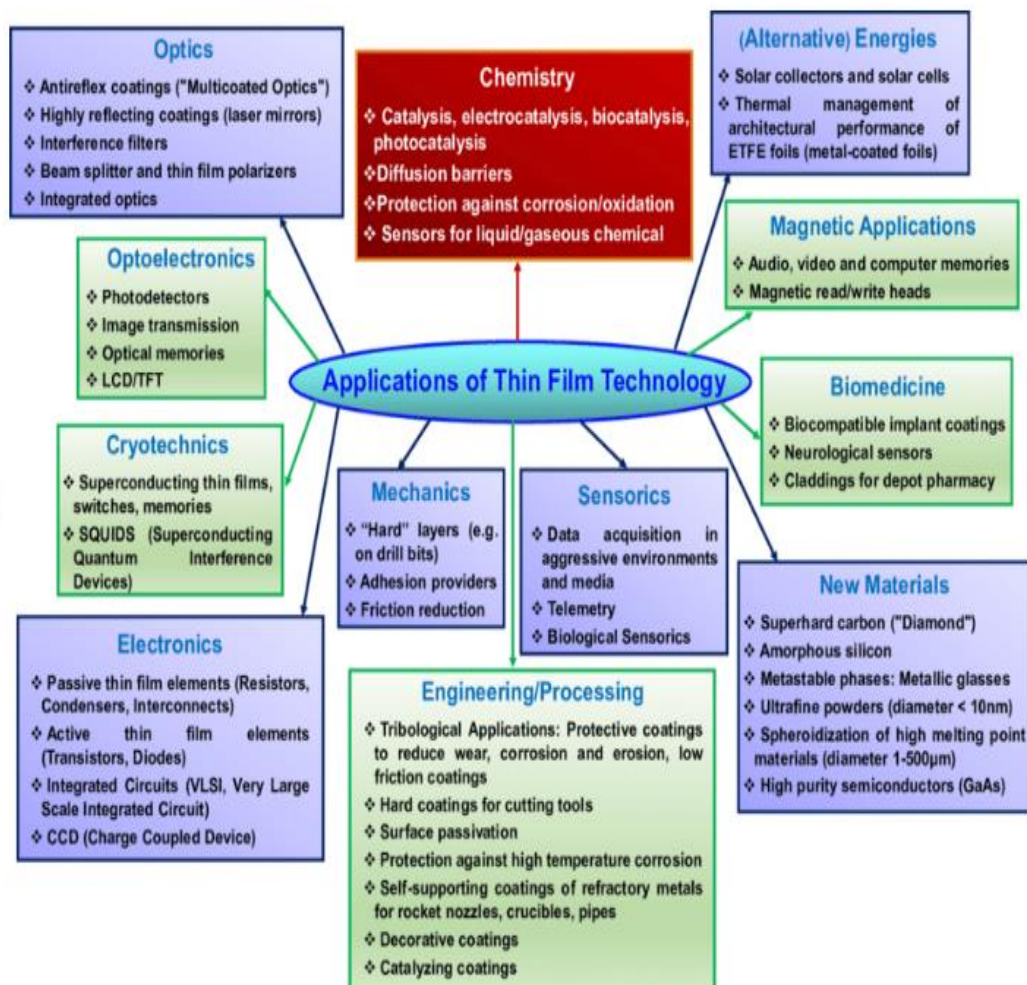 Optics
❖ Antireflex coatings ("Multicoated Optics")
❖ Highly reflecting coatings (laser mirrors)
❖ Interference filters
❖ Beam splitter and thin film polarizers
❖ Integrated optics
Chemistry
❖ Catalysis, electrocatalysis, biocatalysis,
photocatalysis
❖ Diffusion barriers
❖ Protection against corrosion/oxidation
❖ Sensors for liquid/gaseous chemical
(Alternative) Energies
❖ Solar collectors and solar cells
❖ Thermal management of
architectural performance of
ETFE foils (metal-coated foils)
Optoelectronics
❖ Photodetectors
❖ Image transmission
❖ Optical memories
❖ LCD/TFT
Magnetic Applications
❖ Audio, video and computer memories
❖ Magnetic read/write heads
Applications of Thin Film Technology
Biomedicine
❖ Biocompatible implant coatings
❖ Neurological sensors
❖ Claddings for depot pharmacy
Cryotechnics
❖ Superconducting thin films,
switches, memories
❖ SQUIDS (Superconducting
Quantum Interference
Devices)
Mechanics
❖ “Hard” layers (e.g.
on drill bits)
❖ Adhesion providers
❖ Friction reduction
Sensorics
❖ Data acquisition in
aggressive environments
and media
❖ Telemetry
❖ Biological Sensorics
New Materials
❖ Superhard carbon ("Diamond")
❖ Amorphous silicon
❖ Metastable phases: Metallic glasses
❖ Ultrafine powders (diameter < 10nm)
❖ Spheroidization of high melting point
materials (diameter 1-500µm)
❖ High purity semiconductors (GaAs)
Electronics
❖ Passive thin film elements (Resistors,
Condensers, Interconnects)
❖ Active thin film elements
(Transistors, Diodes)
❖ Integrated Circuits (VLSI, Very Large
Scale Integrated Circuit)
❖ CCD (Charge Coupled Device)
Engineering/Processing
❖ Tribological Applications: Protective coatings
to reduce wear, corrosion and erosion, low
friction coatings
❖ Hard coatings for cutting tools
❖ Surface passivation
❖ Protection against high temperature corrosion
❖ Self-supporting coatings of refractory metals
for rocket nozzles, crucibles, pipes
❖ Decorative coatings
❖ Catalyzing coatings